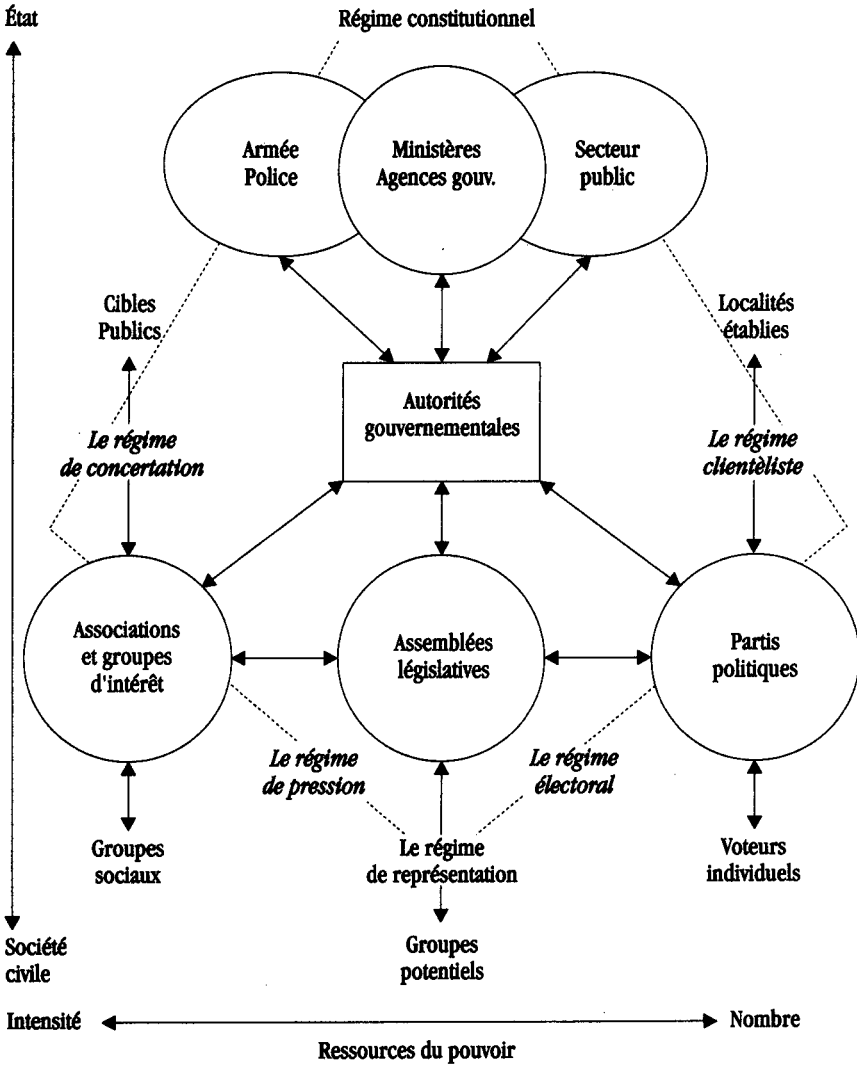 État
Régime constitutionnel
Armée
Police
Ministères
Agences gouv.
Secteur
public
Cibles
Publics
Localités
établies
Autorités
gouvernementales
Le régime
de concertation
Le régime
clientèliste
Associations
et groupes
d'intérêt
Assemblées
législatives
Partis
politiques
Le régime
de pression
Le régime
électoral
Groupes
sociaux
Le régime
de représentation
Voteurs
individuels
Société
civile
Groupes
potentiels
Intensité
Nombre
Ressources du pouvoir